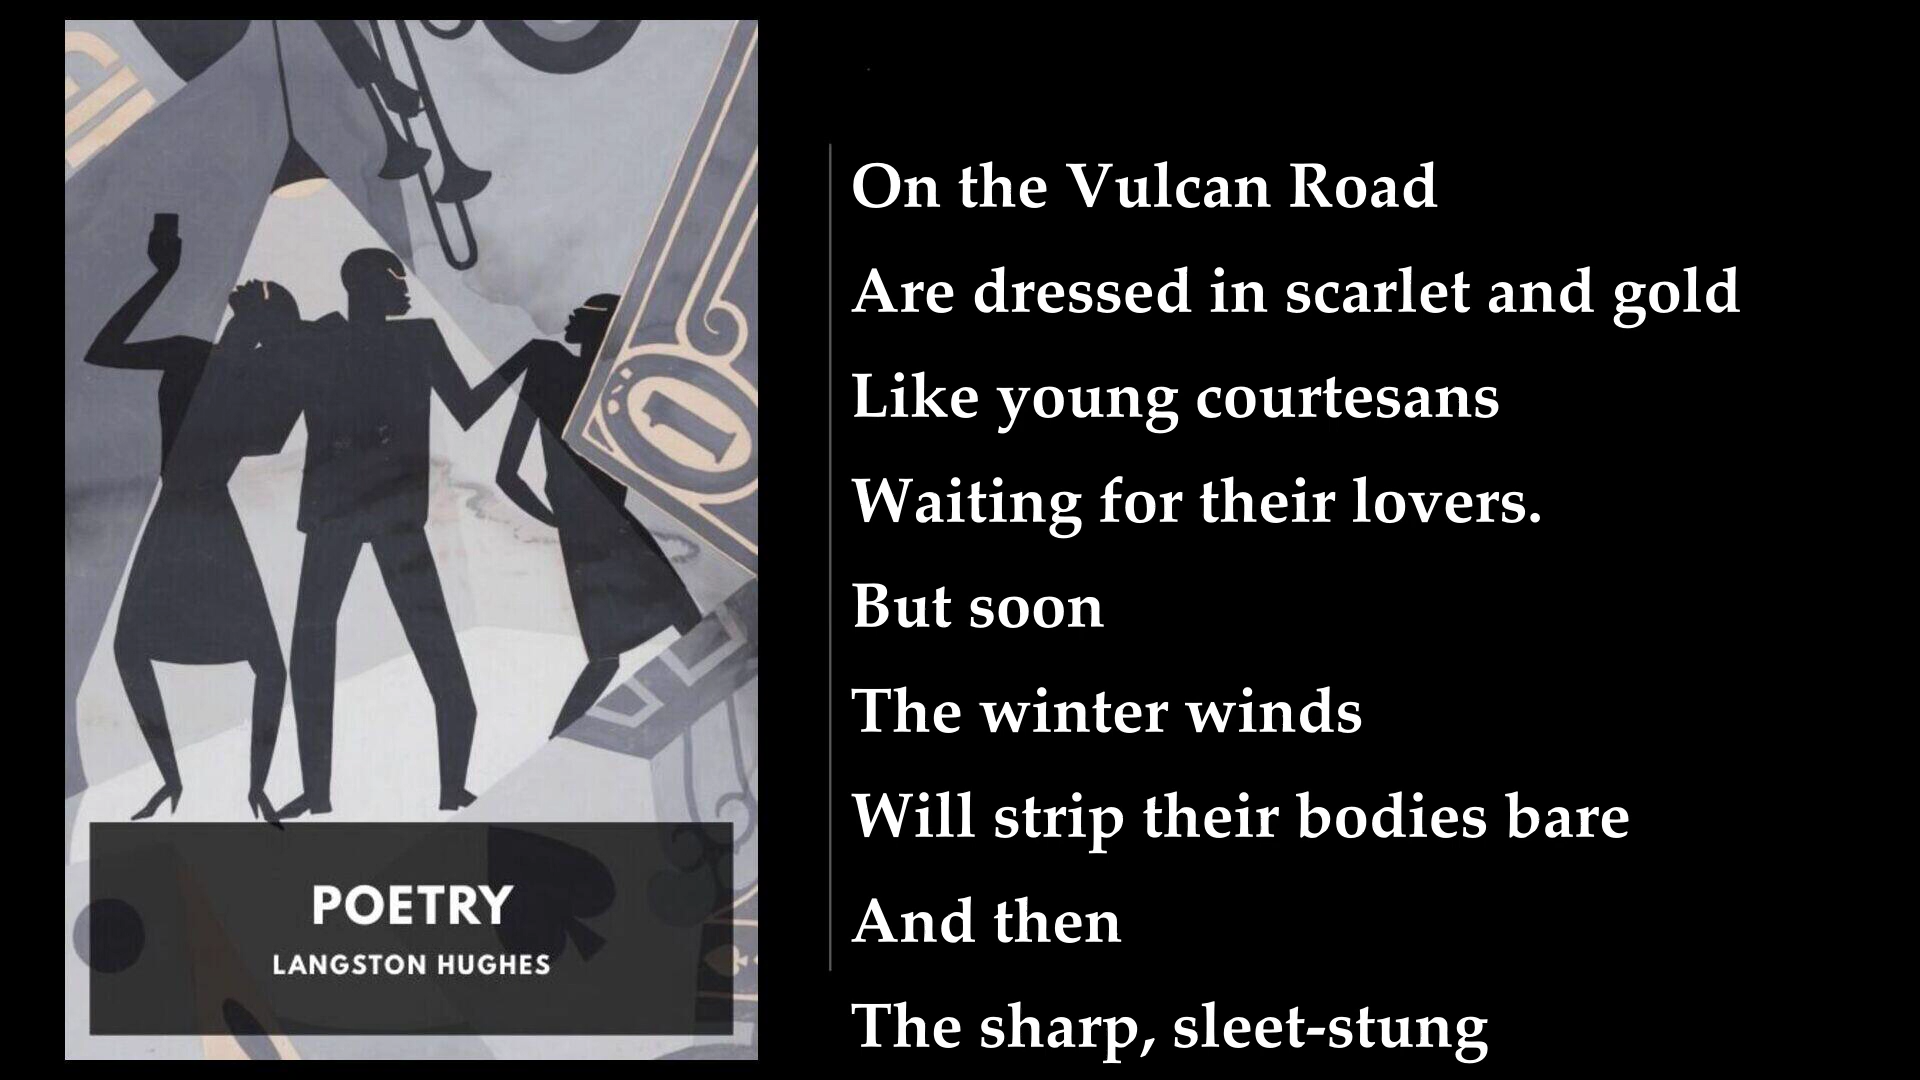 POETRY
LANGSTON HUGHES
On the Vulcan Road
Are dressed in scarlet and gold
Like young courtesans
Waiting for their lovers.
But soon
The winter winds
Will strip their bodies bare
And then
The sharp, sleet-stung